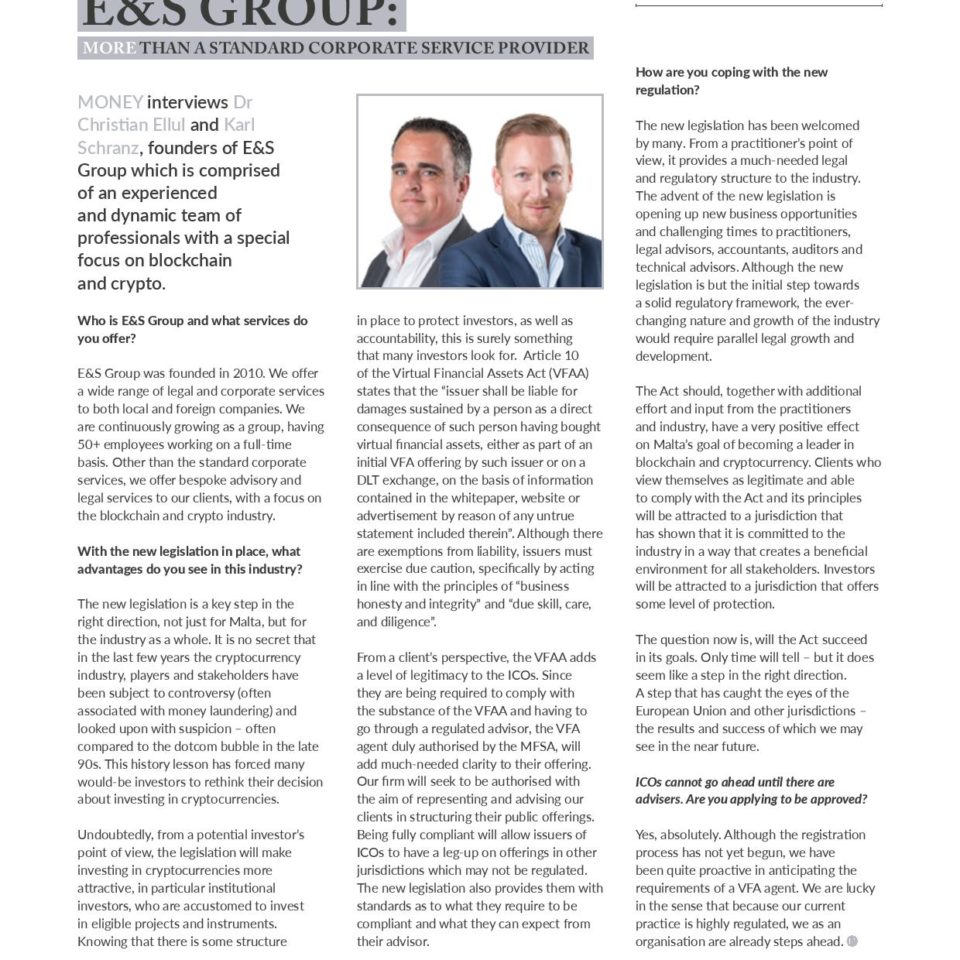 E&S GROUP:
MORE THAN A STANDARD CORPORATE SERVICE PROVIDER
MONEY interviews Dr
Christian Ellul and Karl
Schranz, founders of E&S
Group which is comprised
of an experienced
and dynamic team of
professionals with a special
focus on blockchain
and crypto.
Who is E&S Group and what services do
you offer?
E&S Group was founded in 2010. We offer
a wide range of legal and corporate services
to both local and foreign companies. We
are continuously growing as a group, having
50+ employees working on a full-time
basis. Other than the standard corporate
services, we offer bespoke advisory and
legal services to our clients, with a focus on
the blockchain and crypto industry.
With the new legislation in place, what
advantages do you see in this industry?
The new legislation is a key step in the
right direction, not just for Malta, but for
the industry as a whole. It is no secret that
in the last few years the cryptocurrency
industry, players and stakeholders have
been subject to controversy (often
associated with money laundering) and
looked upon with suspicion – often
compared to the dotcom bubble in the late
90s. This history lesson has forced many
would-be investors to rethink their decision
about investing in cryptocurrencies.
Undoubtedly, from a potential investor's
point of view, the legislation will make
investing in cryptocurrencies more
attractive, in particular institutional
investors, who are accustomed to invest
in eligible projects and instruments.
Knowing that there is some structure
in place to protect investors, as well as
accountability, this is surely something
that many investors look for. Article 10
of the Virtual Financial Assets Act (VFAA)
states that the “issuer shall be liable for
damages sustained by a person as a direct
consequence of such person having bought
virtual financial assets, either as part of an
initial VFA offering by such issuer or on a
DLT exchange, on the basis of information
contained in the whitepaper, website or
advertisement by reason of any untrue
statement included therein”. Although there
are exemptions from liability, issuers must
exercise due caution, specifically by acting
in line with the principles of “business
honesty and integrity” and “due skill, care,
and diligence”.
From a client's perspective, the VFAA adds
a level of legitimacy to the ICOs. Since
they are being required to comply with
the substance of the VFAA and having to
go through a regulated advisor, the VFA
agent duly authorised by the MFSA, will
add much-needed clarity to their offering.
Our firm will seek to be authorised with
the aim of representing and advising our
clients in structuring their public offerings.
Being fully compliant will allow issuers of
ICOs to have a leg-up on offerings in other
jurisdictions which may not be regulated.
The new legislation also provides them with
standards as to what they require to be
compliant and what they can expect from
their advisor.
How are you coping with the new
regulation?
The new legislation has been welcomed
by many. From a practitioner's point of
view, it provides a much-needed legal
and regulatory structure to the industry.
The advent of the new legislation is
opening up new business opportunities
and challenging times to practitioners,
legal advisors, accountants, auditors and
technical advisors. Although the new
legislation is but the initial step towards
a solid regulatory framework, the ever-
changing nature and growth of the industry
would require parallel legal growth and
development.
The Act should, together with additional
effort and input from the practitioners
and industry, have a very positive effect
on Malta's goal of becoming a leader in
blockchain and cryptocurrency. Clients who
view themselves as legitimate and able
to comply with the Act and its principles
will be attracted to a jurisdiction that
has shown that it is committed to the
industry in a way that creates a beneficial
environment for all stakeholders. Investors
will be attracted to a jurisdiction that offers
some level of protection.
The question now is, will the Act succeed
in its goals. Only time will tell – but it does
seem like a step in the right direction.
A step that has caught the eyes of the
European Union and other jurisdictions –
the results and success of which we may
see in the near future.
ICOs cannot go ahead until there are
advisers. Are you applying to be approved?
Yes, absolutely. Although the registration
process has not yet begun, we have
been quite proactive in anticipating the
requirements of a VFA agent. We are lucky
in the sense that because our current
practice is highly regulated, we as an
organisation are already steps ahead.